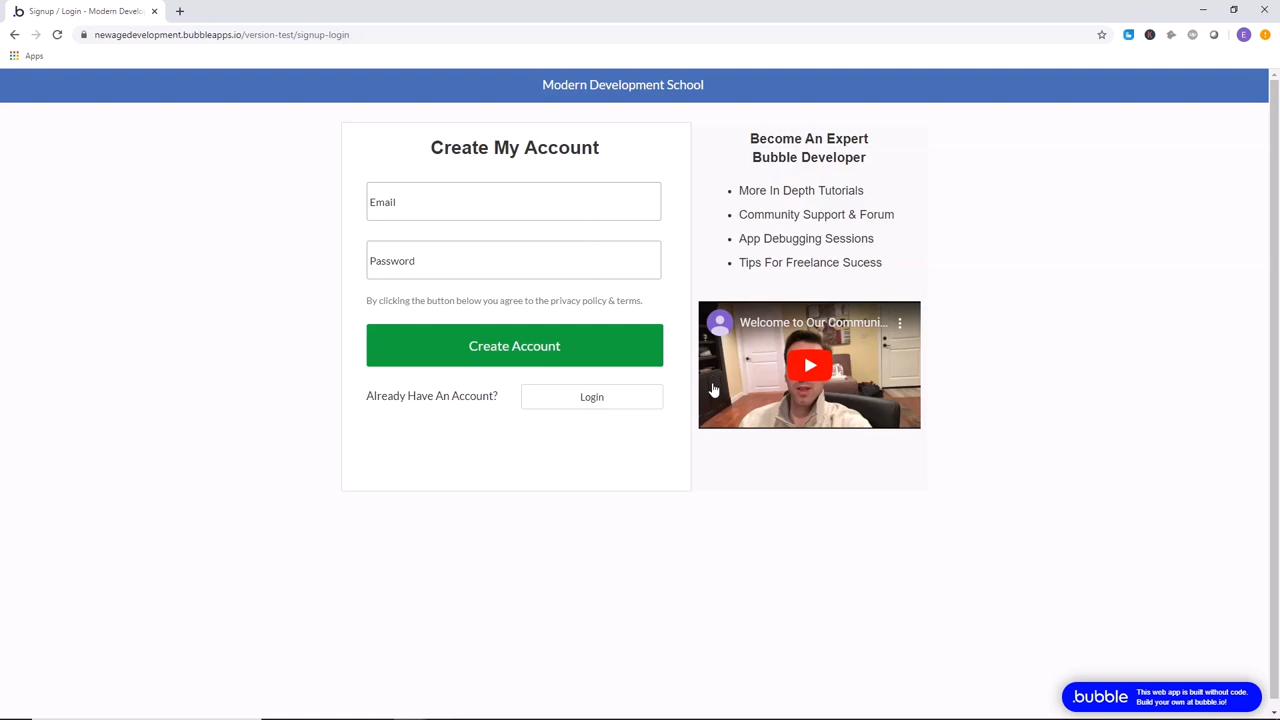 Signup / Login - Modern Develo
newagedevelopment.bubbleapps.io/version-test/signup-login
E
Apps
Modern Development School
Create My Account
Email
Password
By clicking the button below you agree to the privacy policy & terms.
Create Account
Already Have An Account?
Login
Become An Expert
Bubble Developer
• More In Depth Tutorials
• Community Support & Forum
• App Debugging Sessions
• Tips For Freelance Sucess
Welcome to Our Communi...
.bubble
This web app is built without code.
Build your own at bubble.io!